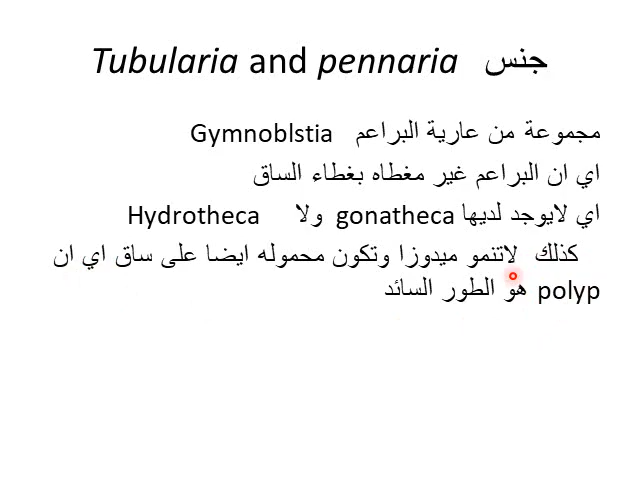 جنس Tubularia and pennaria
مجموعة من عارية البراعم Gymnoblstia
اي ان البراعم غير مغطاه بغطاء الساق
اي لايوجد لديها gonatheca ولا Hydrotheca
كذلك لاتنمو ميدوزا وتكون محموله ايضا على ساق اي ان
polyp هو الطور السائد